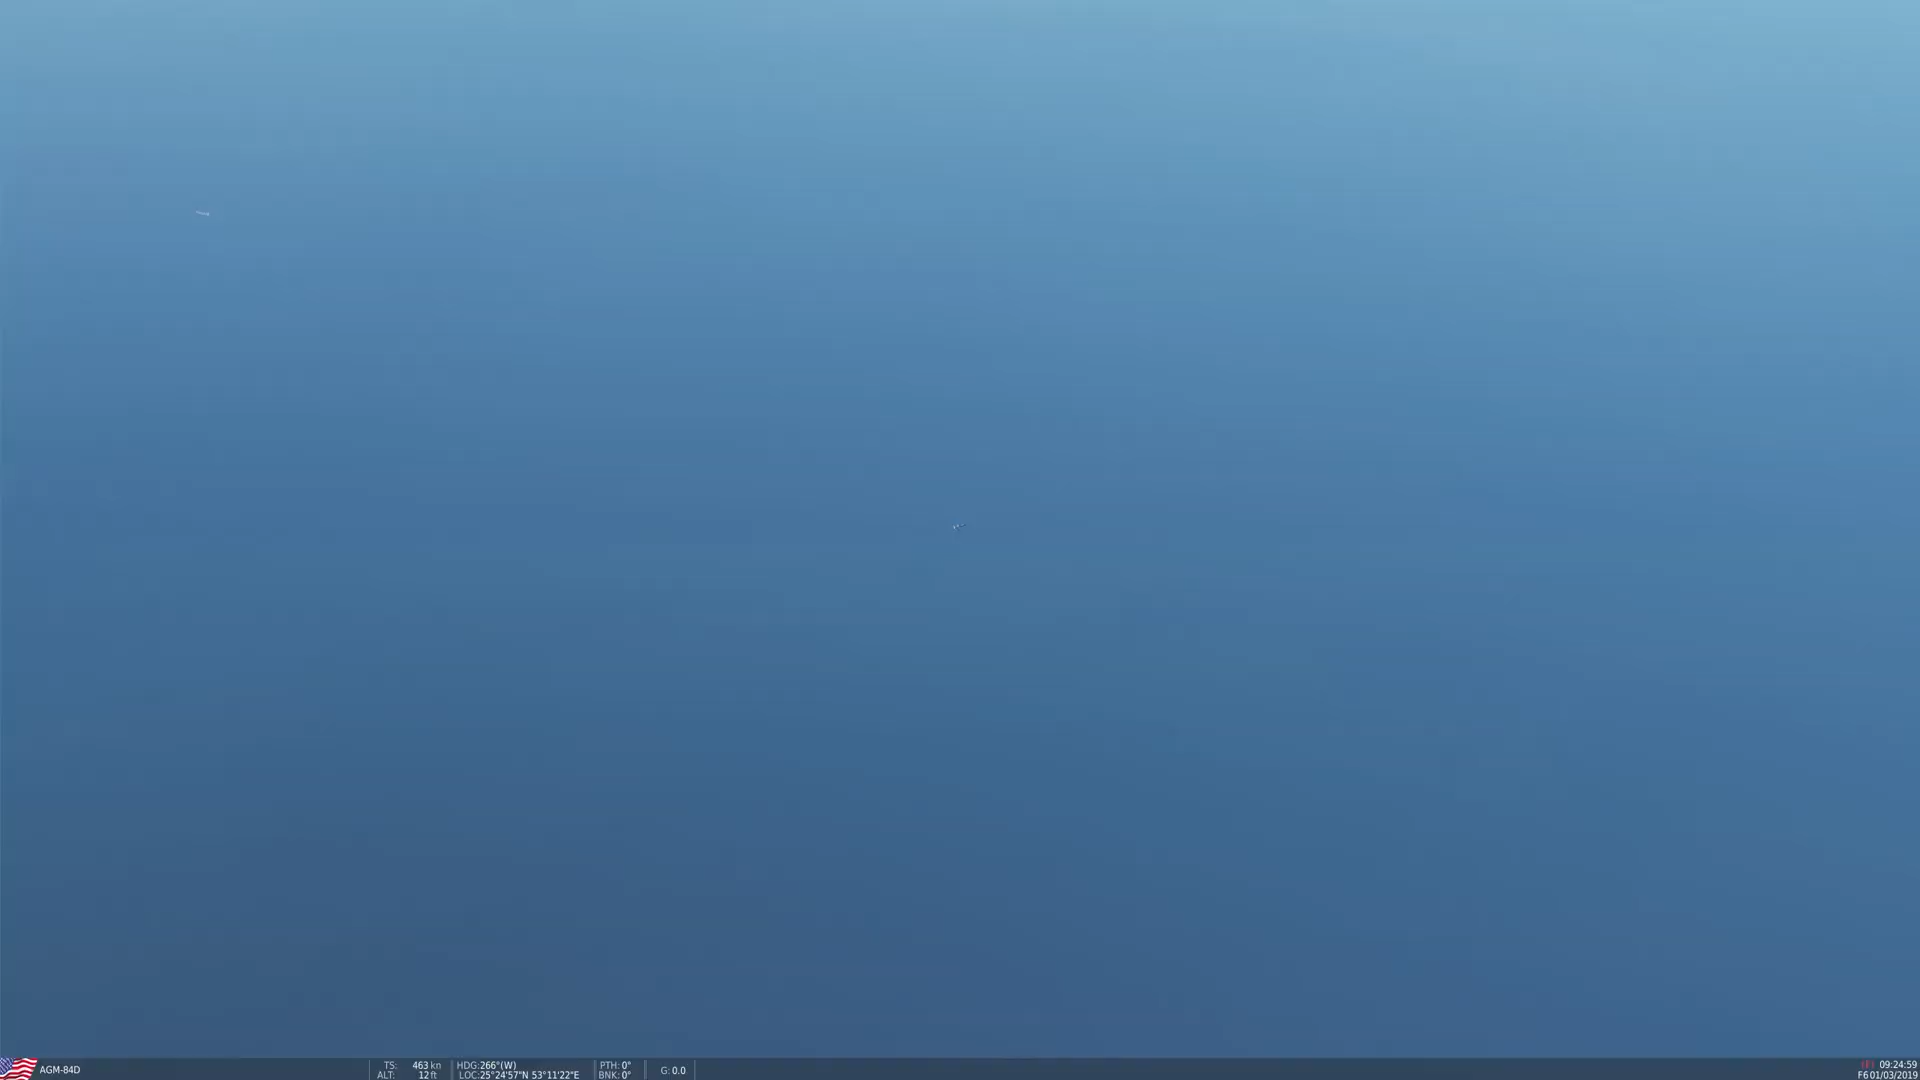 AGM-84D
TS: 463 kn
ALT: 12 ft
HDG:266°(W)
LOC:25°24'57"N 53°11'22"E
PTH: 0°
BNK: 0°
G: 0.0
09:24:59
F6 01/03/2019